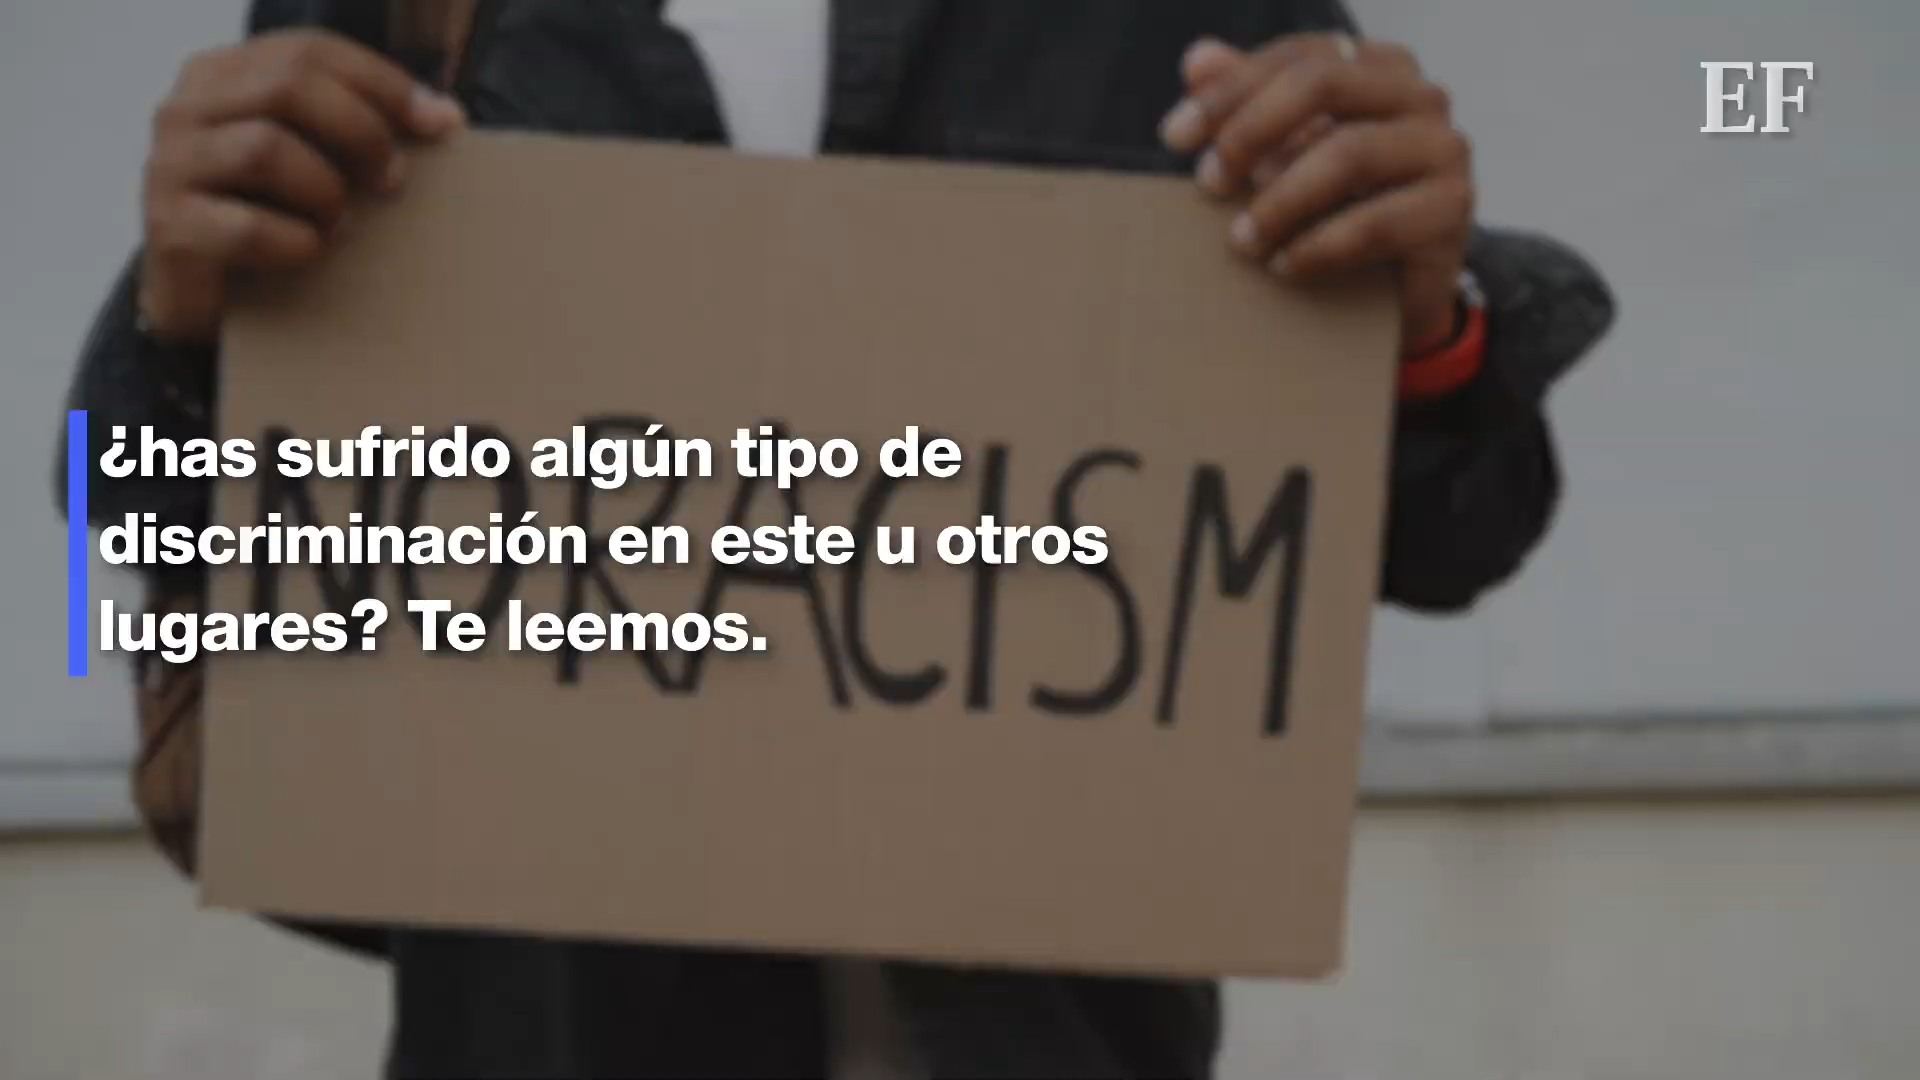 EF
¿has sufrido algún tipo de
discriminación en este u otros
lugares? Te leemos.
NO RACISM